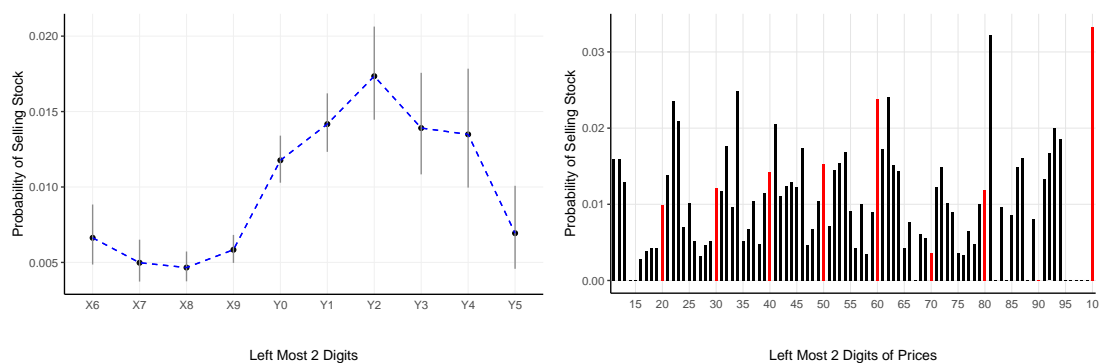 Probability of Selling Stock
0.020
0.015
0.010
0.005
X6 X7 X8 X9 Y0 Y1 Y2 Y3 Y4 Y5
Left Most 2 Digits
Probability of Selling Stock
0.03
0.02
0.01
0.00
15 20 25 30 35 40 45 50 55 60 65 70 75 80 85 90 95 10
Left Most 2 Digits of Prices